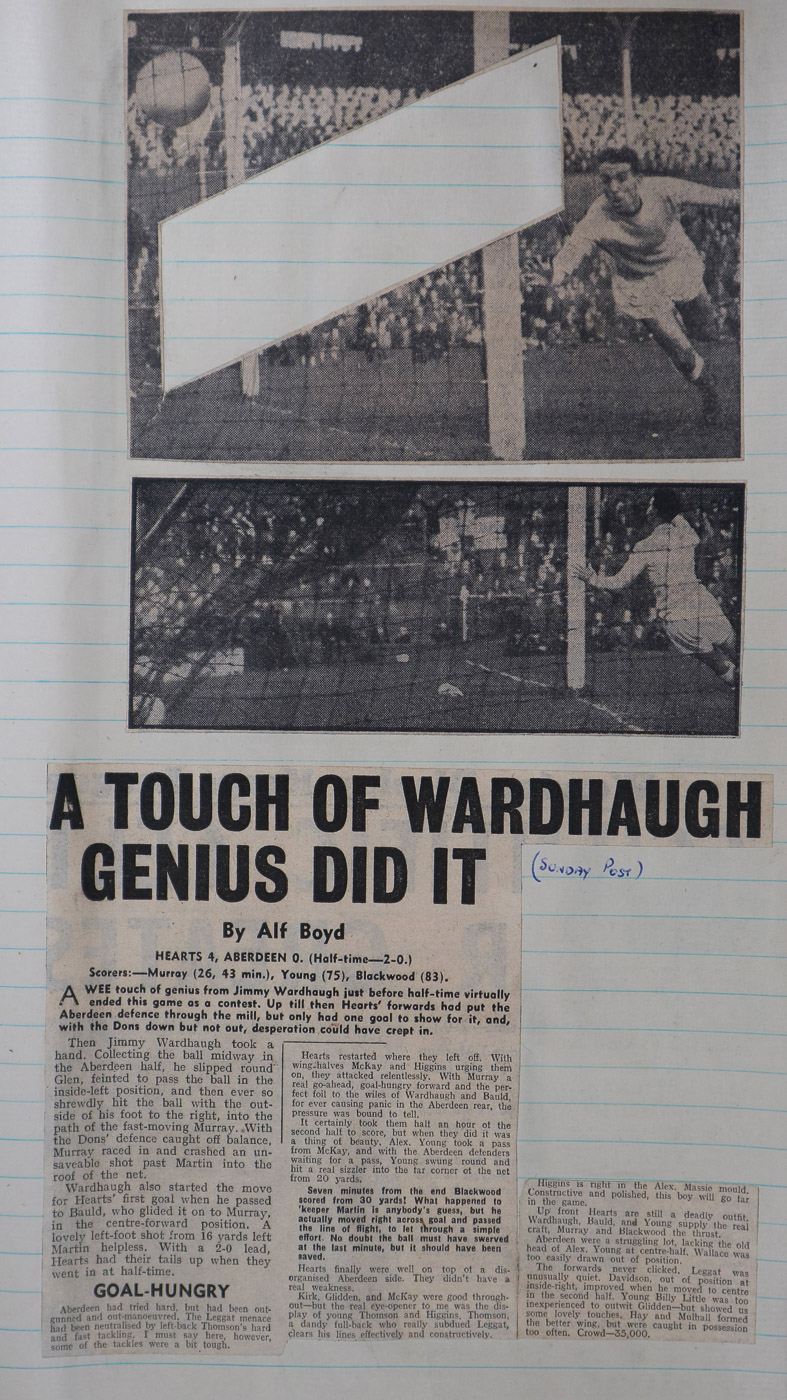 A TOUCH OF WARDHAUGH
GENIUS DID IT
(SUNDAY POST)
By Alf Boyd
HEARTS 4, ABERDEEN 0. (Half-time—2-0.)
Scorers:—Murray (26, 43 min.), Young (75), Blackwood (83).
A WEE touch of genius from Jimmy Wardhaugh just before half-time virtually
ended this game as a contest. Up till then Hearts' forwards had put the
Aberdeen defence through the mill, but only had one goal to show for it, and,
with the Dons down but not out, desperation could have crept in.
Then Jimmy Wardhaugh took a
hand. Collecting the ball midway in
the Aberdeen half, he slipped round
Glen, feinted to pass the ball in the
inside-left position, and then ever so
shrewdly hit the ball with the out-
side of his foot to the right, into the
path of the fast-moving Murray. With
the Dons' defence caught off balance,
Murray raced in and crashed an un-
saveable shot past Martin into the
roof of the net.
Wardhaugh also started the move
for Hearts' first goal when he passed
to Bauld, who glided it on to Murray,
in the centre-forward position. A
lovely left-foot shot from 16 yards left
Martin helpless. With a 2-0 lead,
Hearts had their tails up when they
went in at half-time.
GOAL-HUNGRY
Aberdeen had tried hard, but had been out-
gunned and out-manoeuvred. The Leggat menace
had been neutralised by left-back Thomson's hard
and fast tackling. I must say here, however,
some of the tackles were a bit tough.
Hearts restarted where they left off. With
wing-halves McKay and Higgins urging them
on, they attacked relentlessly. With Murray a
real go-ahead, goal-hungry forward and the per-
fect foil to the wiles of Wardhaugh and Bauld,
for ever causing panic in the Aberdeen rear, the
pressure was bound to tell.
It certainly took them half an hour of the
second half to score, but when they did it was
a thing of beauty. Alex. Young took a pass
from McKay, and with the Aberdeen defenders
waiting for a pass, Young swung round and
hit a real sizzler into the far corner of the net
from 20 yards.
Seven minutes from the end Blackwood
scored from 30 yards! What happened to
'keeper Martin is anybody's guess, but he
actually moved right across goal and passed
the line of flight, to let through a simple
effort. No doubt the ball must have swerved
at the last minute, but it should have been
saved.
Hearts finally were well on top of a dis-
organised Aberdeen side. They didn't have a
real weakness.
Kirk, Glidden, and McKay were good through-
out—but the real eye-opener to me was the dis-
play of young Thomson and Higgins. Thomson,
a dandy full-back who really subdued Leggat,
clears his lines effectively and constructively.
Higgins is right in the Alex. Massie mould.
Constructive and polished, this boy will go far
in the game.
Up front Hearts are still a deadly outfit.
Wardhaugh, Bauld, and Young supply the real
craft, Murray and Blackwood the thrust.
Aberdeen were a struggling lot, lacking the old
head of Alex. Young at centre-half. Wallace was
too easily drawn out of position.
The forwards never clicked. Leggat was
unusually quiet. Davidson, out of position at
inside-right, improved when he moved to centre
in the second half. Young Billy Little was too
inexperienced to outwit Glidden—but showed us
some lovely touches. Hay and Mulhall formed
the better wing, but were caught in possession
too often. Crowd—35,000.